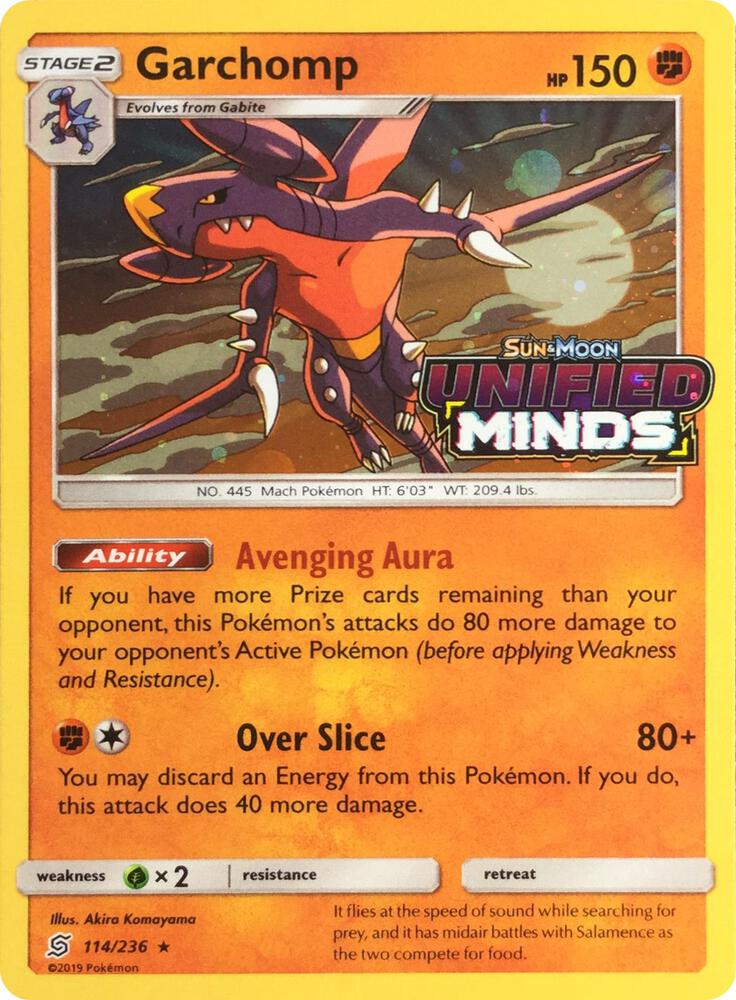 STAGE2
Garchomp
HP 150
Evolves from Gabite
SUN & MOON
UNIFIED
MINDS
NO. 445 Mach Pokémon HT: 6'03" WT: 209.4 lbs.
Ability Avenging Aura
If you have more Prize cards remaining than your
opponent, this Pokémon's attacks do 80 more damage to
your opponent's Active Pokémon (before applying Weakness
and Resistance).
Over Slice 80+
You may discard an Energy from this Pokémon. If you do,
this attack does 40 more damage.
weakness ×2 resistance retreat
Illus. Akira Komayama
114/236 ★
©2019 Pokémon
It flies at the speed of sound while searching for
prey, and it has midair battles with Salamence as
the two compete for food.